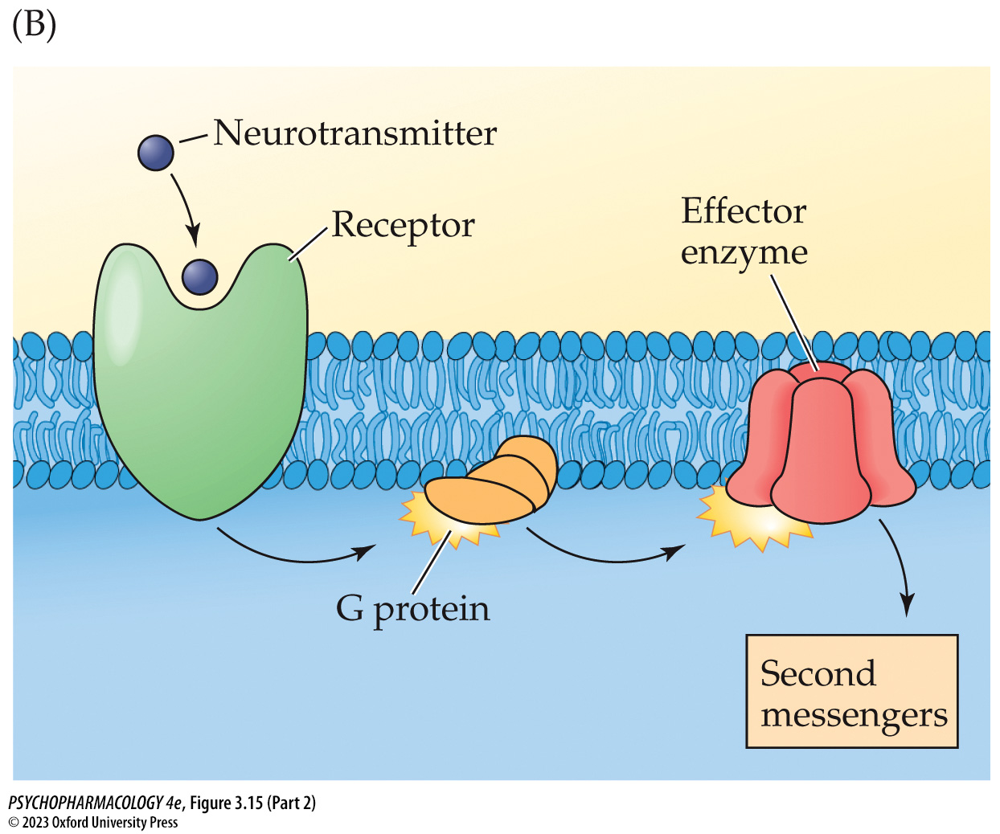 (B)
Neurotransmitter
Receptor
Effector
enzyme
G protein
Second
messengers
PSYCHOPHARMACOLOGY 4e, Figure 3.15 (Part 2)
© 2023 Oxford University Press